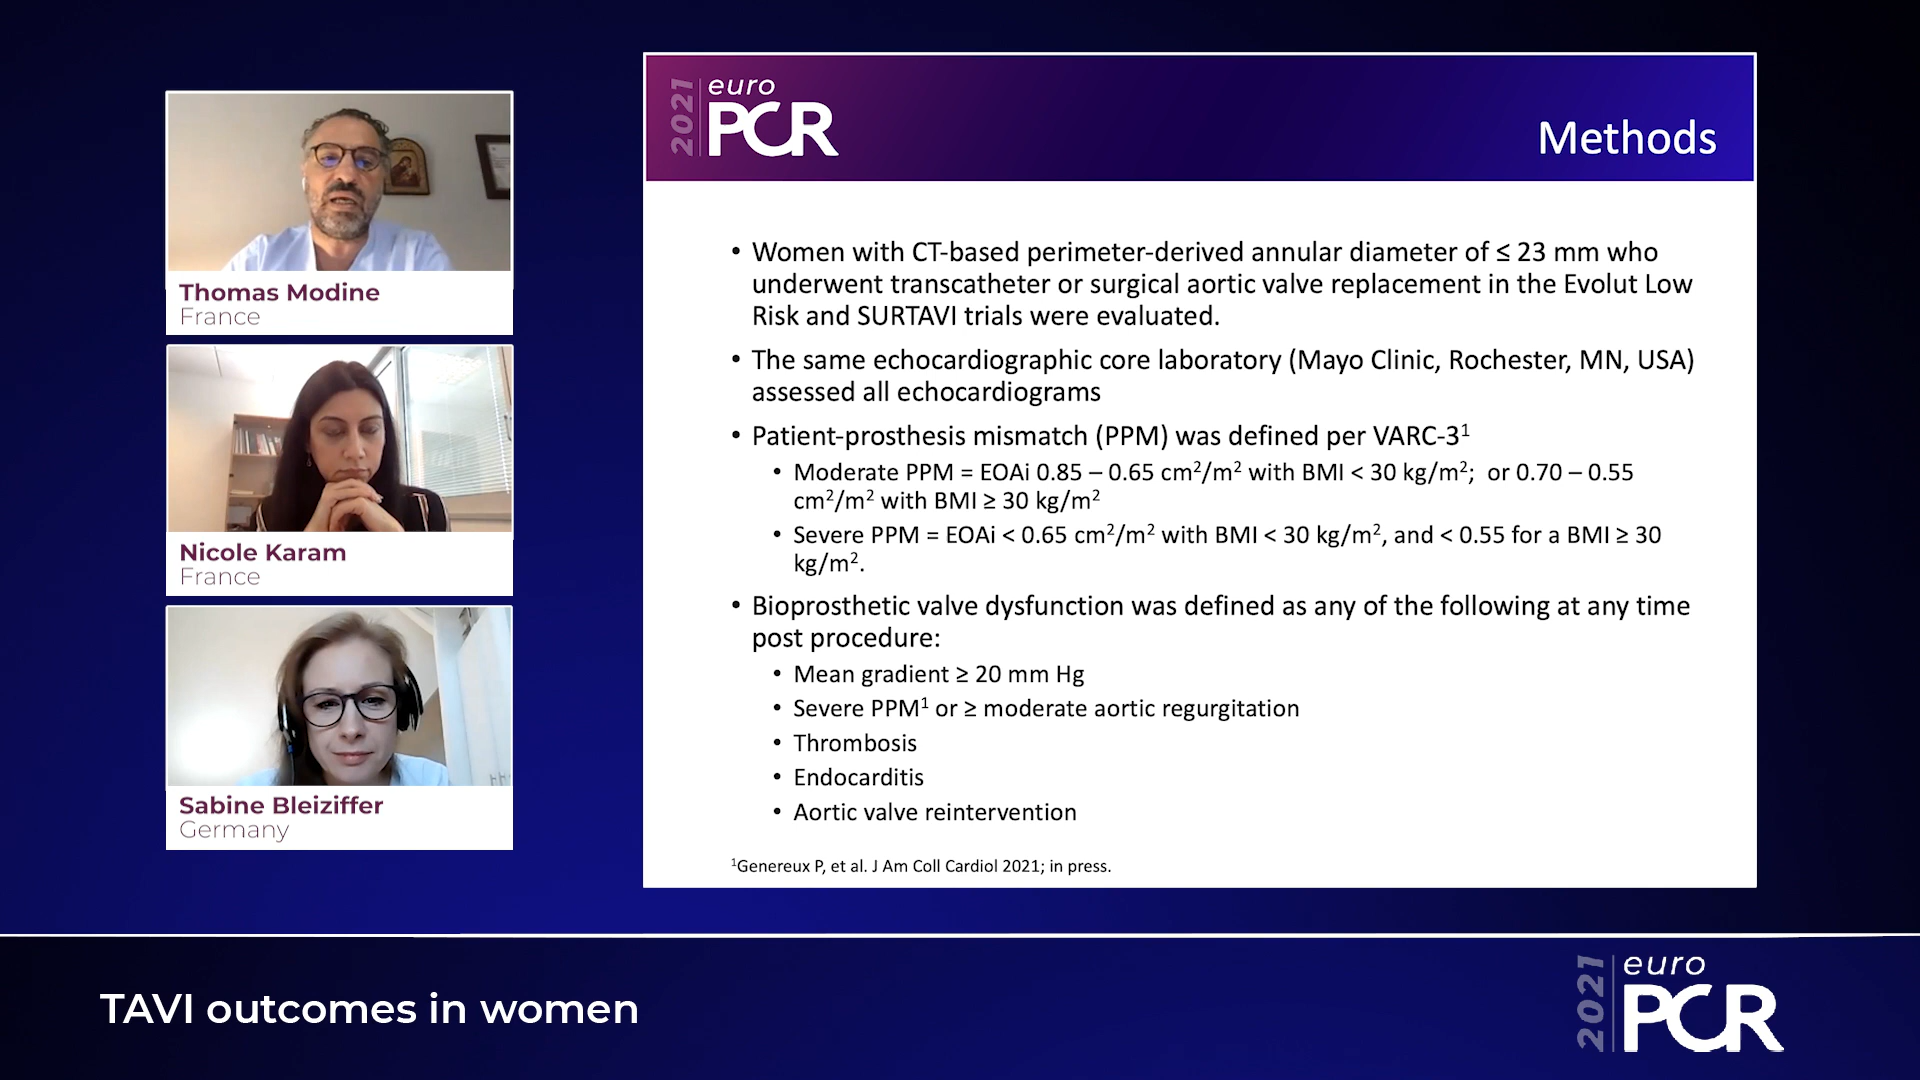 Thomas Modine
France
Nicole Karam
France
Sabine Bleiziffer
Germany
2021 euro
PCR
Methods
• Women with CT-based perimeter-derived annular diameter of ≤ 23 mm who
underwent transcatheter or surgical aortic valve replacement in the Evolut Low
Risk and SURTAVI trials were evaluated.
• The same echocardiographic core laboratory (Mayo Clinic, Rochester, MN, USA)
assessed all echocardiograms
• Patient-prosthesis mismatch (PPM) was defined per VARC-3¹
• Moderate PPM = EOAi 0.85 – 0.65 cm²/m² with BMI < 30 kg/m²; or 0.70 – 0.55
cm²/m² with BMI ≥ 30 kg/m²
• Severe PPM = EOAi < 0.65 cm²/m² with BMI < 30 kg/m², and < 0.55 for a BMI ≥ 30
kg/m².
• Bioprosthetic valve dysfunction was defined as any of the following at any time
post procedure:
• Mean gradient ≥ 20 mm Hg
• Severe PPM¹ or ≥ moderate aortic regurgitation
• Thrombosis
• Endocarditis
• Aortic valve reintervention
¹Genereux P, et al. J Am Coll Cardiol 2021; in press.
TAVI outcomes in women
2021 euro
PCR